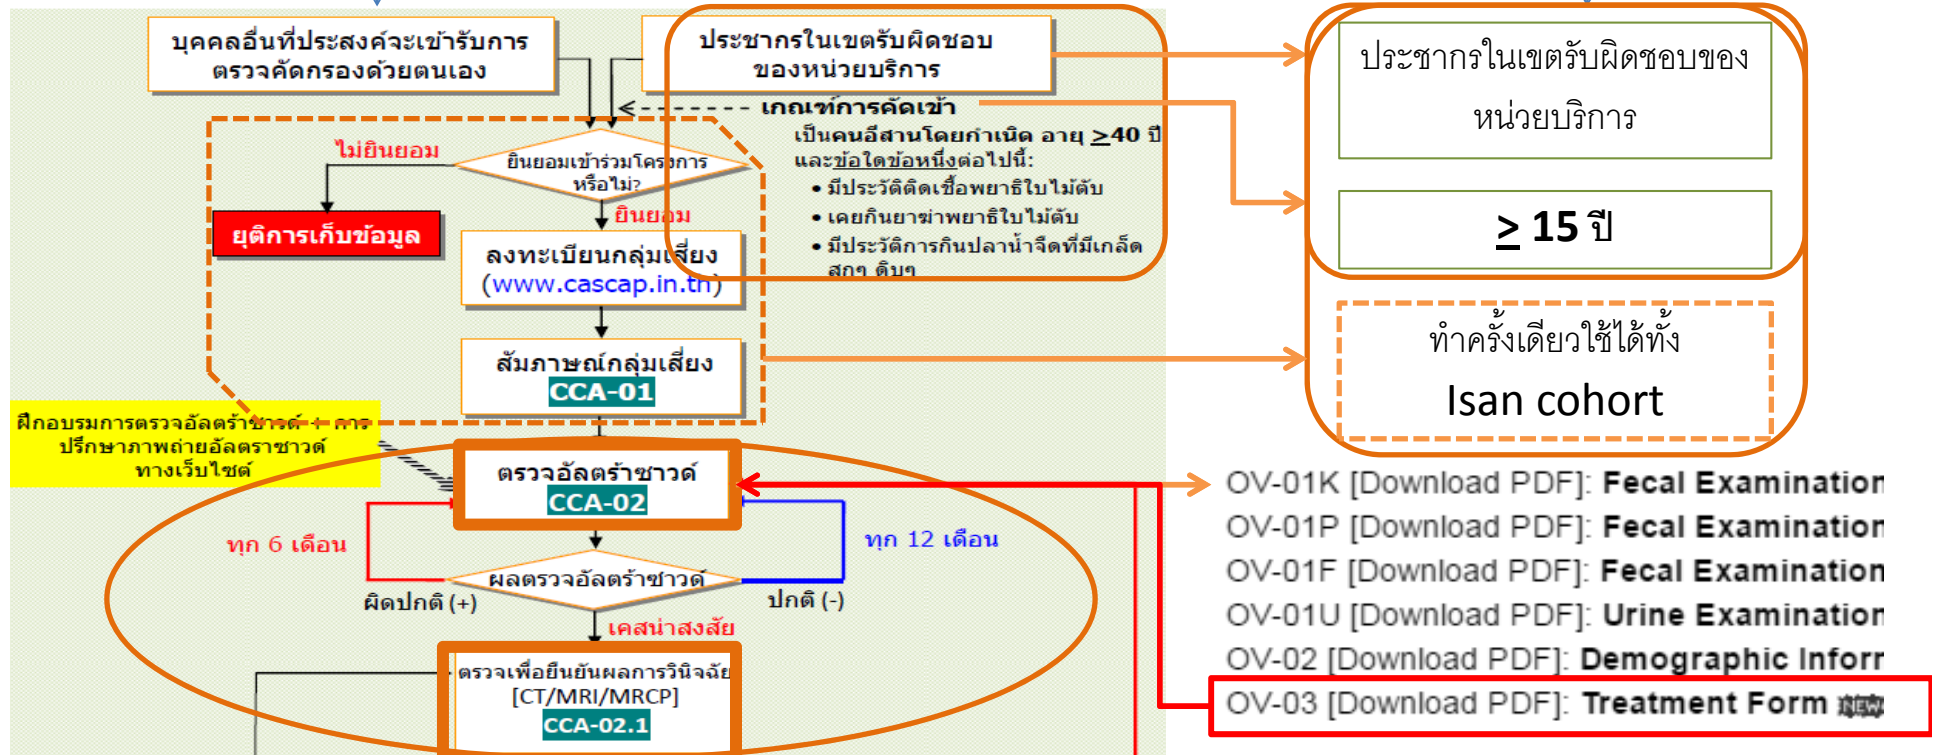 บุคคลอื่นที่ประสงค์จะเข้ารับการ
ตรวจคัดกรองด้วยตนเอง
ประชากรในเขตรับผิดชอบ
ของหน่วยบริการ
เกณฑ์การคัดเข้า
เป็นคนอีสานโดยกำเนิด อายุ ≥40 ปี
และข้อใดข้อหนึ่งต่อไปนี้:
• มีประวัติติดเชื้อพยาธิใบไม้ตับ
• เคยกินยาฆ่าพยาธิใบไม้ตับ
• มีประวัติการกินปลาน้ำจืดที่มีเกล็ด
สุกๆ ดิบๆ
ไม่ยินยอม
ยินยอมเข้าร่วมโครงการ
หรือไม่?
ยินยอม
ยุติการเก็บข้อมูล
ลงทะเบียนกลุ่มเสี่ยง
(www.cascap.in.th)
สัมภาษณ์กลุ่มเสี่ยง
CCA-01
ฝึกอบรมการตรวจอัลตร้าซาวด์ + การ
ปรึกษาภาพถ่ายอัลตราซาวด์
ทางเว็บไซต์
ตรวจอัลตร้าซาวด์
CCA-02
ทุก 6 เดือน
ทุก 12 เดือน
ผลตรวจอัลตร้าซาวด์
ผิดปกติ (+)
ปกติ (-)
เคสน่าสงสัย
ตรวจเพื่อยืนยันผลการวินิจฉัย
[CT/MRI/MRCP]
CCA-02.1
ประชากรในเขตรับผิดชอบของ
หน่วยบริการ
≥ 15 ปี
ทำครั้งเดียวใช้ได้ทั้ง
Isan cohort
OV-01K [Download PDF]: Fecal Examination
OV-01P [Download PDF]: Fecal Examination
OV-01F [Download PDF]: Fecal Examination
OV-01U [Download PDF]: Urine Examination
OV-02 [Download PDF]: Demographic Inform
OV-03 [Download PDF]: Treatment Form NEW